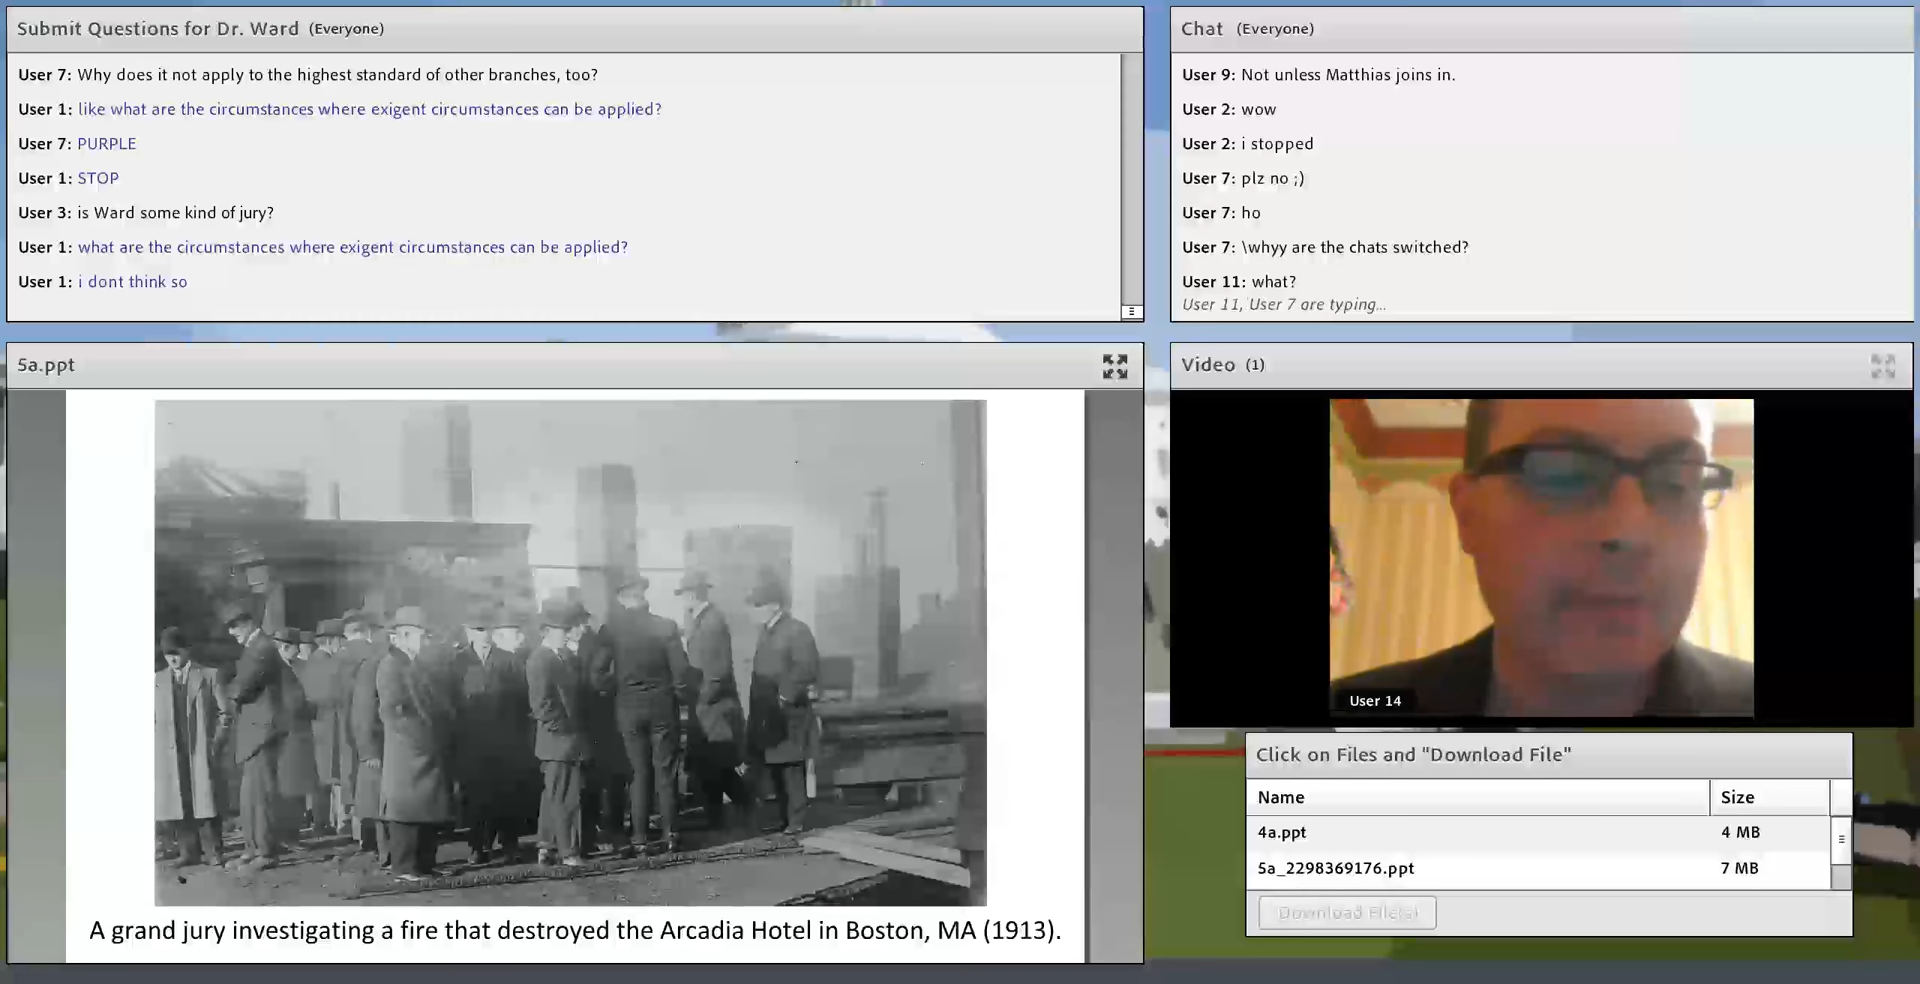 Submit Questions for Dr. Ward (Everyone)
User 7: Why does it not apply to the highest standard of other branches, too?
User 1: like what are the circumstances where exigent circumstances can be applied?
User 7: PURPLE
User 1: STOP
User 3: is Ward some kind of jury?
User 1: what are the circumstances where exigent circumstances can be applied?
User 1: i dont think so
Chat (Everyone)
User 9: Not unless Matthias joins in.
User 2: wow
User 2: i stopped
User 7: plz no ;)
User 7: ho
User 7: \whyy are the chats switched?
User 11: what?
User 11, User 7 are typing...
5a.ppt
A grand jury investigating a fire that destroyed the Arcadia Hotel in Boston, MA (1913).
Video (1)
User 14
Click on Files and "Download File"
Name Size
4a.ppt 4 MB
5a_2298369176.ppt 7 MB
Download File(s)